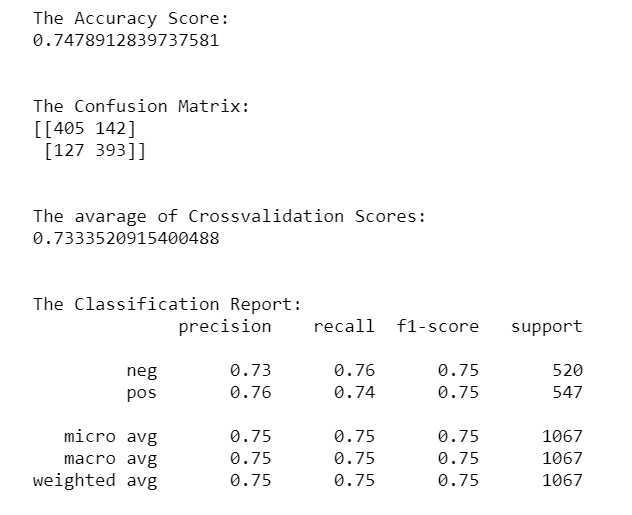 The Accuracy Score:
0.7478912839737581
The Confusion Matrix:
[[405 142]
[127 393]]
The avarage of Crossvalidation Scores:
0.7333520915400488
The Classification Report:
precision recall f1-score support
neg 0.73 0.76 0.75 520
pos 0.76 0.74 0.75 547
micro avg 0.75 0.75 0.75 1067
macro avg 0.75 0.75 0.75 1067
weighted avg 0.75 0.75 0.75 1067